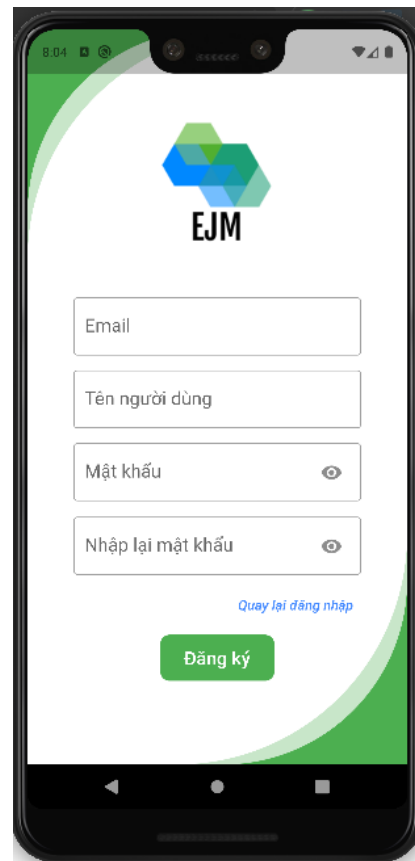 8:04
EJM
Email
Tên người dùng
Mật khẩu
Nhập lại mật khẩu
Quay lại đăng nhập
Đăng ký